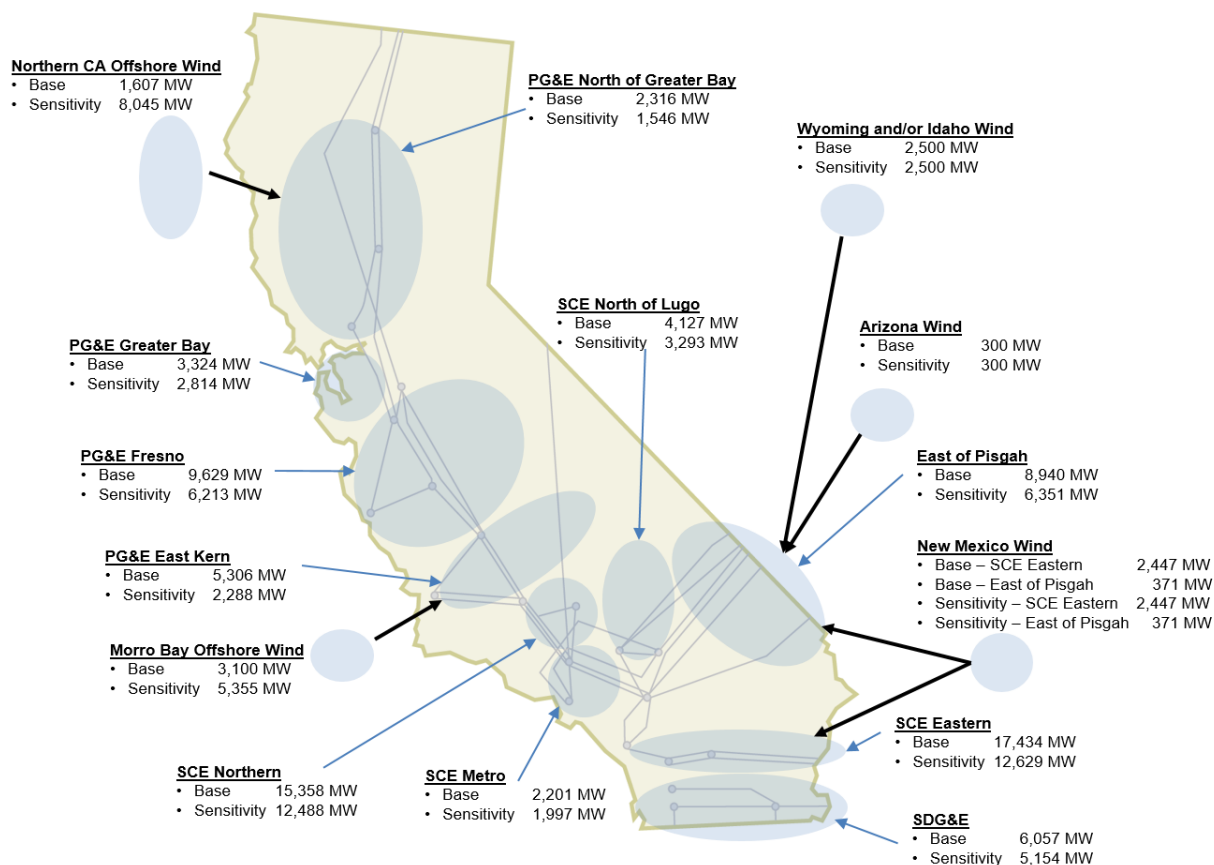 Northern CA Offshore Wind
• Base 1,607 MW
• Sensitivity 8,045 MW
PG&E North of Greater Bay
• Base 2,316 MW
• Sensitivity 1,546 MW
Wyoming and/or Idaho Wind
• Base 2,500 MW
• Sensitivity 2,500 MW
SCE North of Lugo
• Base 4,127 MW
• Sensitivity 3,293 MW
Arizona Wind
• Base 300 MW
• Sensitivity 300 MW
PG&E Greater Bay
• Base 3,324 MW
• Sensitivity 2,814 MW
PG&E Fresno
• Base 9,629 MW
• Sensitivity 6,213 MW
East of Pisgah
• Base 8,940 MW
• Sensitivity 6,351 MW
New Mexico Wind
• Base – SCE Eastern 2,447 MW
• Base – East of Pisgah 371 MW
• Sensitivity – SCE Eastern 2,447 MW
• Sensitivity – East of Pisgah 371 MW
PG&E East Kern
• Base 5,306 MW
• Sensitivity 2,288 MW
Morro Bay Offshore Wind
• Base 3,100 MW
• Sensitivity 5,355 MW
SCE Eastern
• Base 17,434 MW
• Sensitivity 12,629 MW
SCE Northern
• Base 15,358 MW
• Sensitivity 12,488 MW
SCE Metro
• Base 2,201 MW
• Sensitivity 1,997 MW
SDG&E
• Base 6,057 MW
• Sensitivity 5,154 MW